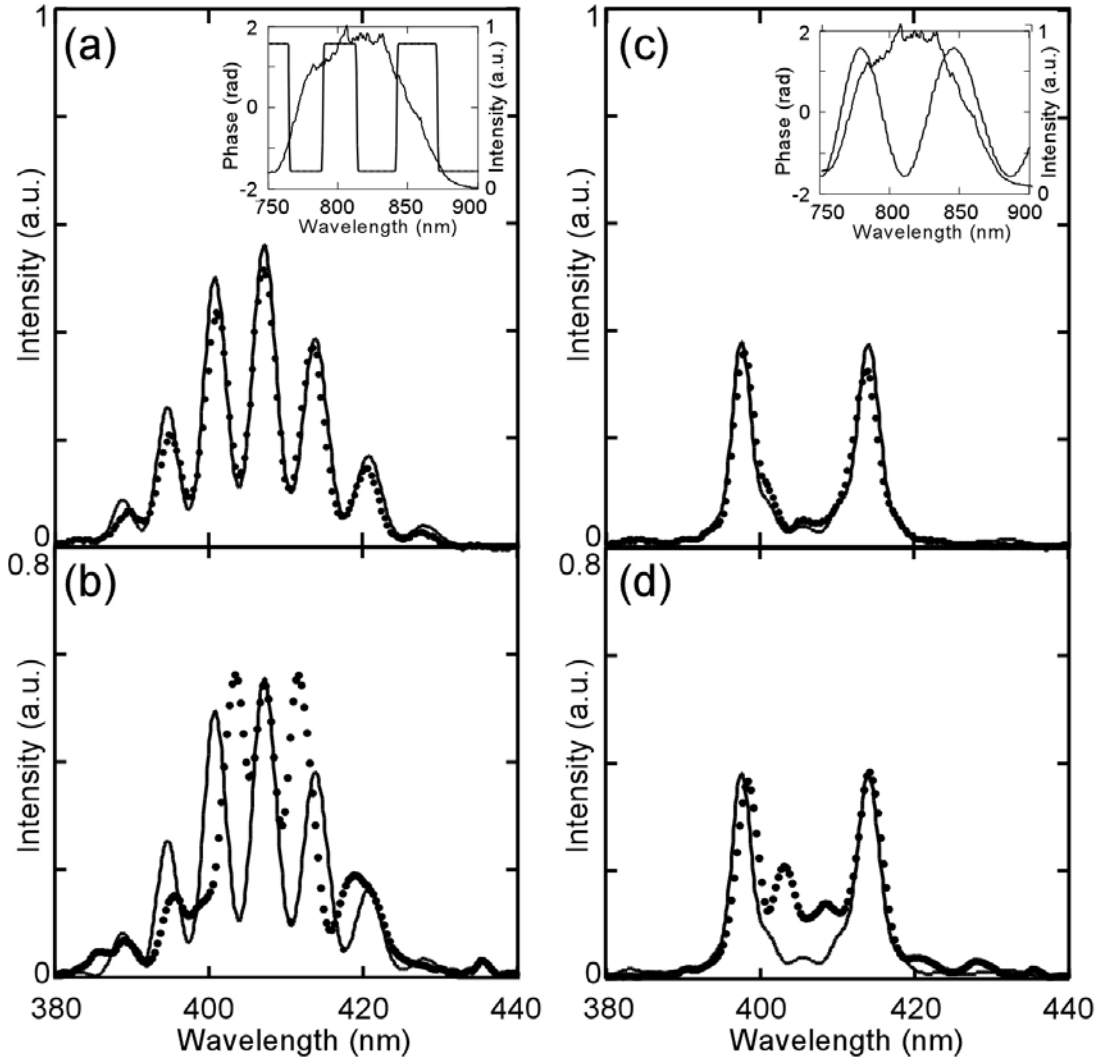 (a)
1
Intensity (a.u.)
0
2
0
-2
Phase (rad)
1
0
Intensity (a.u.)
750 800 850 900
Wavelength (nm)
(c)
1
Intensity (a.u.)
0
2
0
-2
Phase (rad)
1
0
Intensity (a.u.)
750 800 850 900
Wavelength (nm)
(b)
0.8
Intensity (a.u.)
0
380 400 420 440
Wavelength (nm)
(d)
0.8
Intensity (a.u.)
0
380 400 420 440
Wavelength (nm)